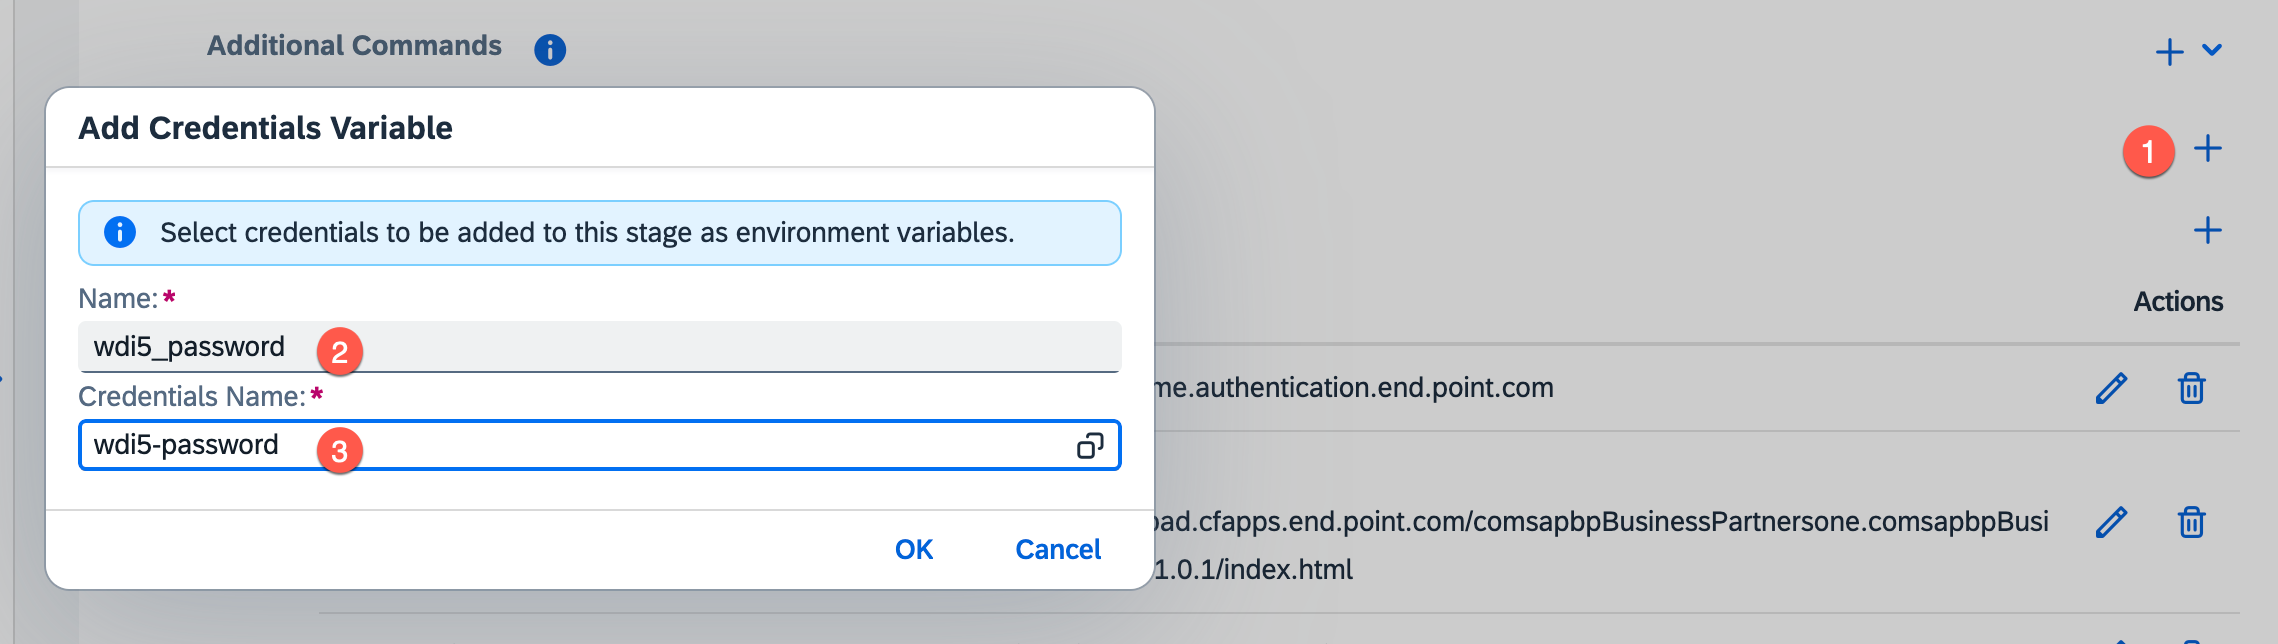 Additional Commands
Add Credentials Variable
1
Select credentials to be added to this stage as environment variables.
Name:*
Actions
wdi5_password 2
Credentials Name:*
me.authentication.end.point.com
wdi5-password 3
pad.cfapps.end.point.com/comsapbpBusinessPartnersone.comsapbpBusi
OK Cancel
1.0.1/index.html